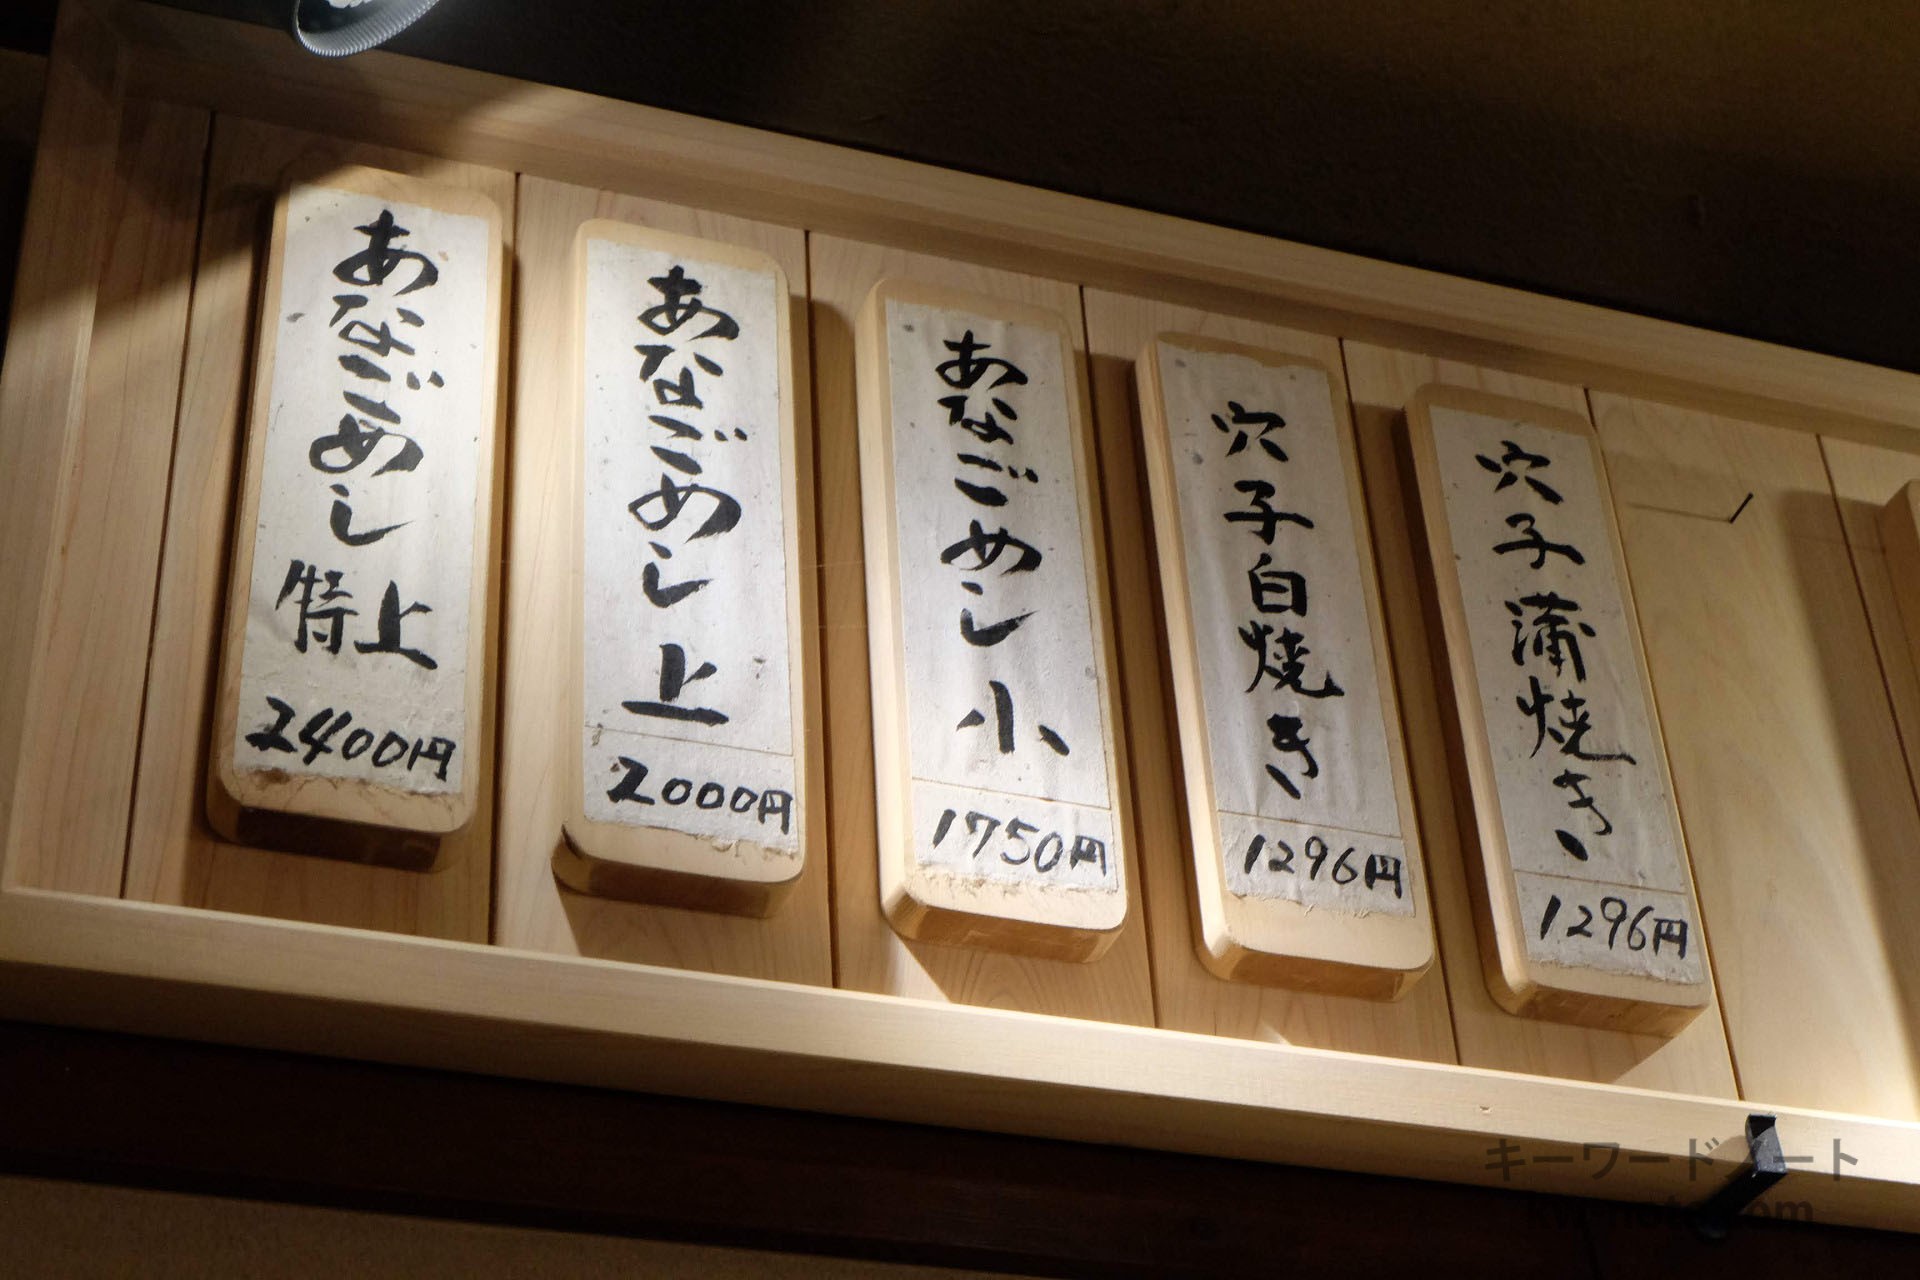 あなごめし
特上
2400円
あなごめし
上
2000円
あなごめし
小
1750円
穴子白焼き
1296円
穴子蒲焼き
1296円
キーワードノート